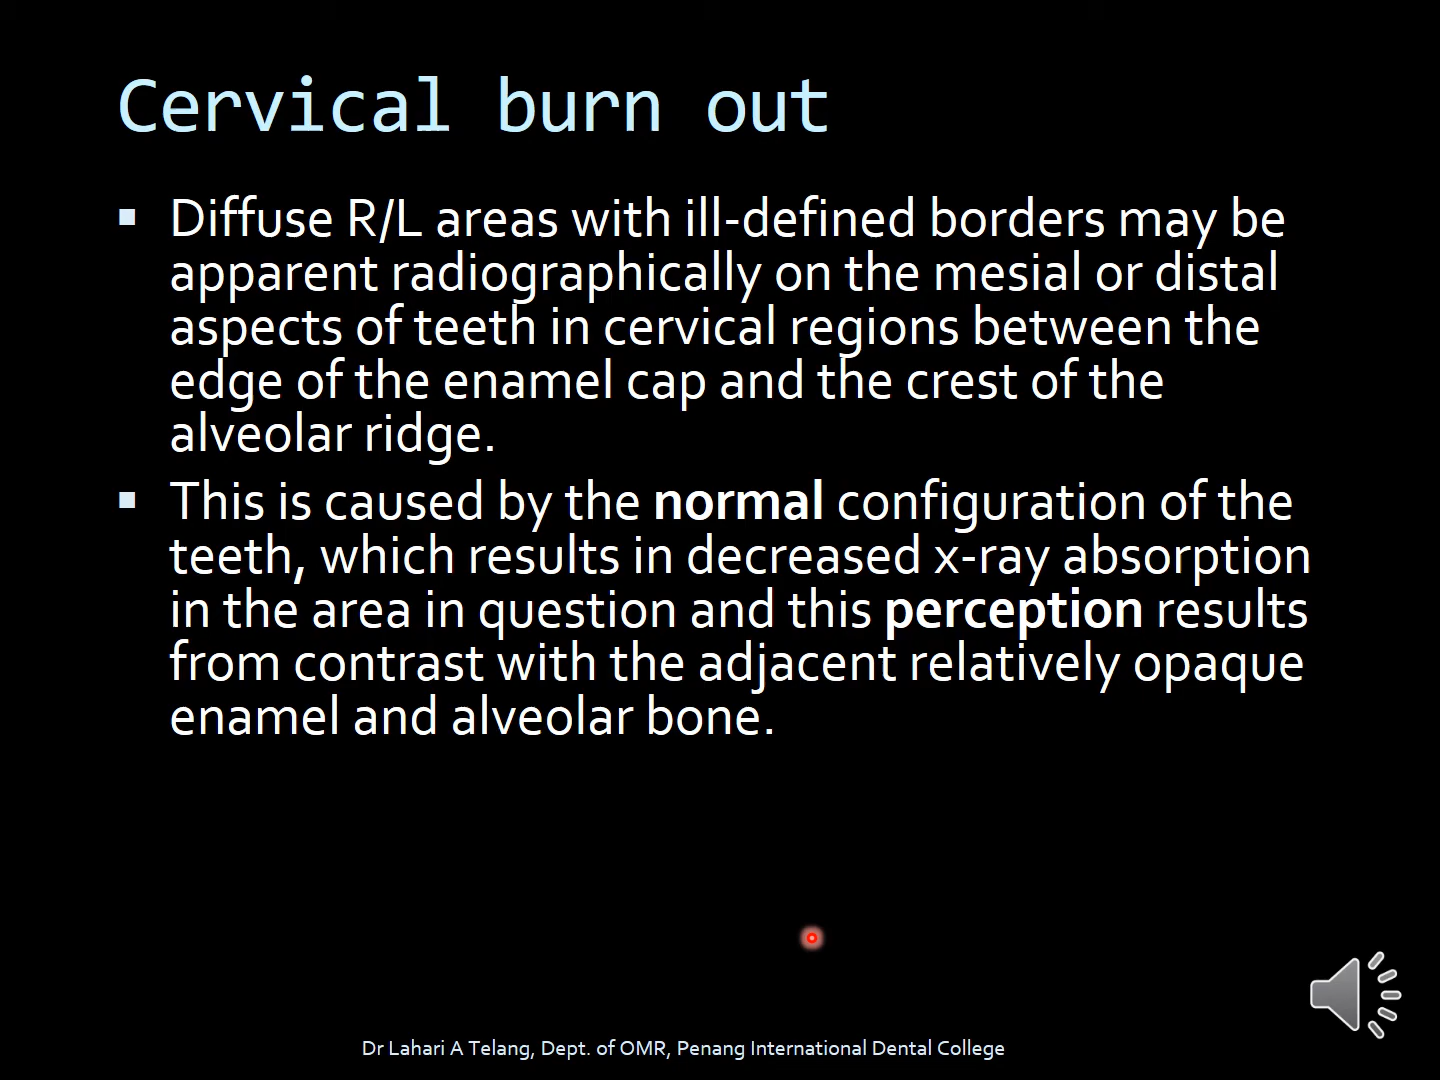 Cervical burn out
▪ Diffuse R/L areas with ill-defined borders may be
apparent radiographically on the mesial or distal
aspects of teeth in cervical regions between the
edge of the enamel cap and the crest of the
alveolar ridge.
▪ This is caused by the normal configuration of the
teeth, which results in decreased x-ray absorption
in the area in question and this perception results
from contrast with the adjacent relatively opaque
enamel and alveolar bone.
Dr Lahari A Telang, Dept. of OMR, Penang International Dental College